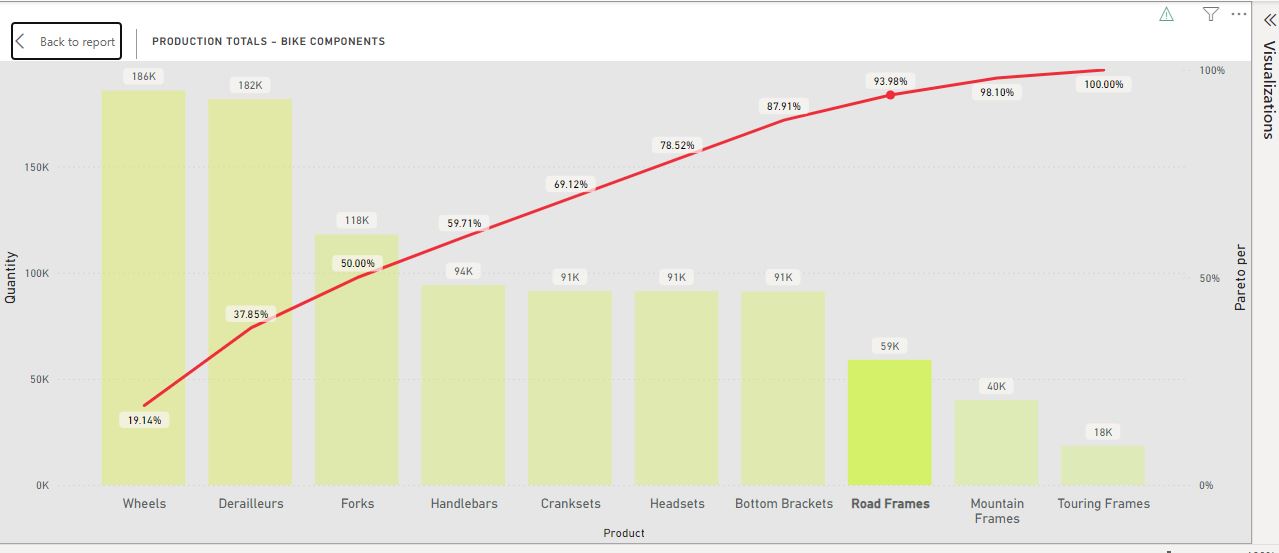 Back to report
PRODUCTION TOTALS – BIKE COMPONENTS
Visualizations
Quantity
150K
100K
50K
0K
186K
182K
118K
94K
91K
91K
91K
59K
40K
18K
19.14%
37.85%
50.00%
59.71%
69.12%
78.52%
87.91%
93.98%
98.10%
100.00%
100%
50%
0%
Pareto per
Wheels
Derailleurs
Forks
Handlebars
Cranksets
Headsets
Bottom Brackets
Road Frames
Mountain
Frames
Touring Frames
Product